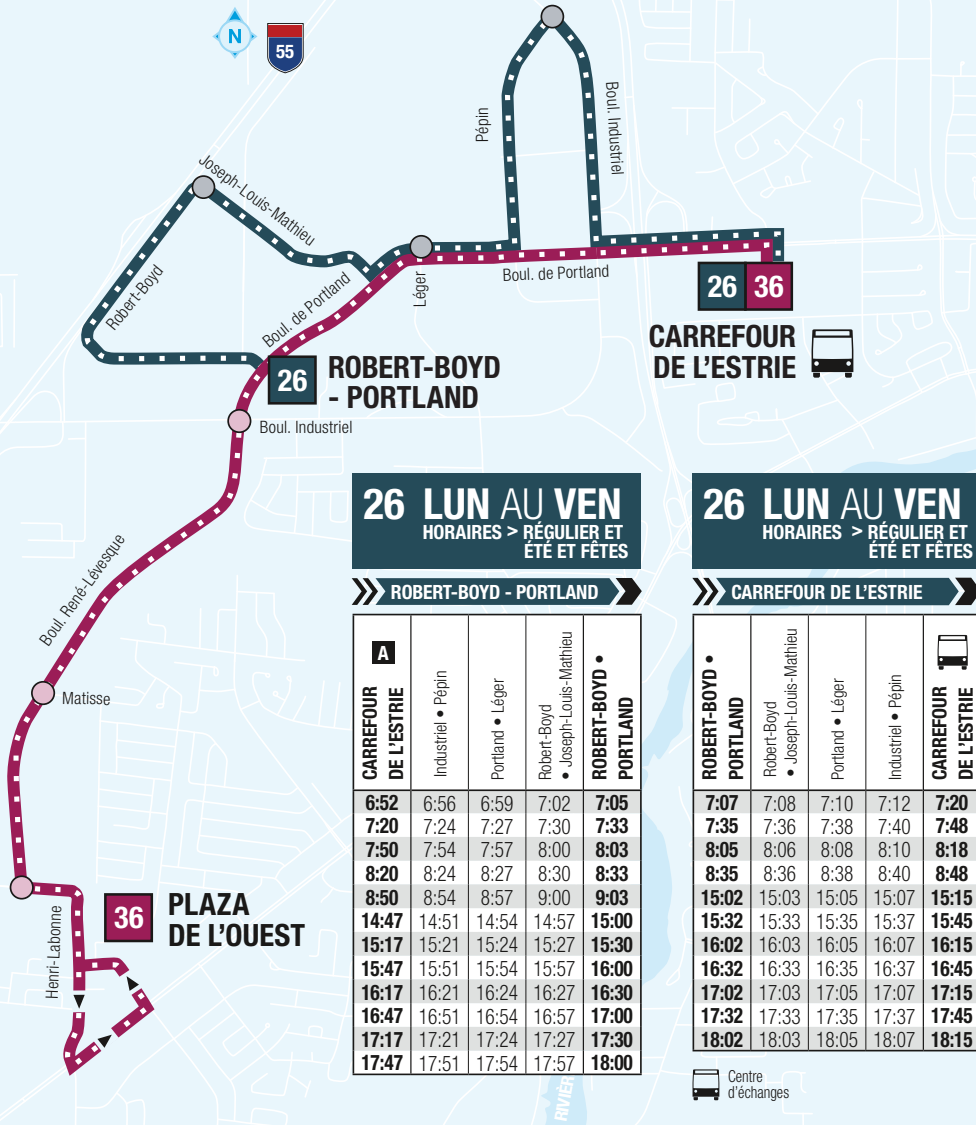 N
55
Pépin
Boul. Industriel
Joseph-Louis-Mathieu
Robert-Boyd
Boul. de Portland
Léger
Boul. de Portland
26 36
CARREFOUR
DE L'ESTRIE
26
ROBERT-BOYD
- PORTLAND
Boul. Industriel
Boul. René-Lévesque
Matisse
36
PLAZA
DE L'OUEST
Henri-Labonne
26 LUN AU VEN
HORAIRES > RÉGULIER ET
ÉTÉ ET FÊTES
ROBERT-BOYD - PORTLAND
A
CARREFOUR
DE L'ESTRIE
Industriel • Pépin
Portland • Léger
Robert-Boyd
• Joseph-Louis-Mathieu
ROBERT-BOYD •
PORTLAND
6:52 6:56 6:59 7:02 7:05
7:20 7:24 7:27 7:30 7:33
7:50 7:54 7:57 8:00 8:03
8:20 8:24 8:27 8:30 8:33
8:50 8:54 8:57 9:00 9:03
14:47 14:51 14:54 14:57 15:00
15:17 15:21 15:24 15:27 15:30
15:47 15:51 15:54 15:57 16:00
16:17 16:21 16:24 16:27 16:30
16:47 16:51 16:54 16:57 17:00
17:17 17:21 17:24 17:27 17:30
17:47 17:51 17:54 17:57 18:00
26 LUN AU VEN
HORAIRES > RÉGULIER ET
ÉTÉ ET FÊTES
CARREFOUR DE L'ESTRIE
ROBERT-BOYD •
PORTLAND
Robert-Boyd
• Joseph-Louis-Mathieu
Portland • Léger
Industriel • Pépin
CARREFOUR
DE L'ESTRIE
7:07 7:08 7:10 7:12 7:20
7:35 7:36 7:38 7:40 7:48
8:05 8:06 8:08 8:10 8:18
8:35 8:36 8:38 8:40 8:48
15:02 15:03 15:05 15:07 15:15
15:32 15:33 15:35 15:37 15:45
16:02 16:03 16:05 16:07 16:15
16:32 16:33 16:35 16:37 16:45
17:02 17:03 17:05 17:07 17:15
17:32 17:33 17:35 17:37 17:45
18:02 18:03 18:05 18:07 18:15
Centre
d'échanges